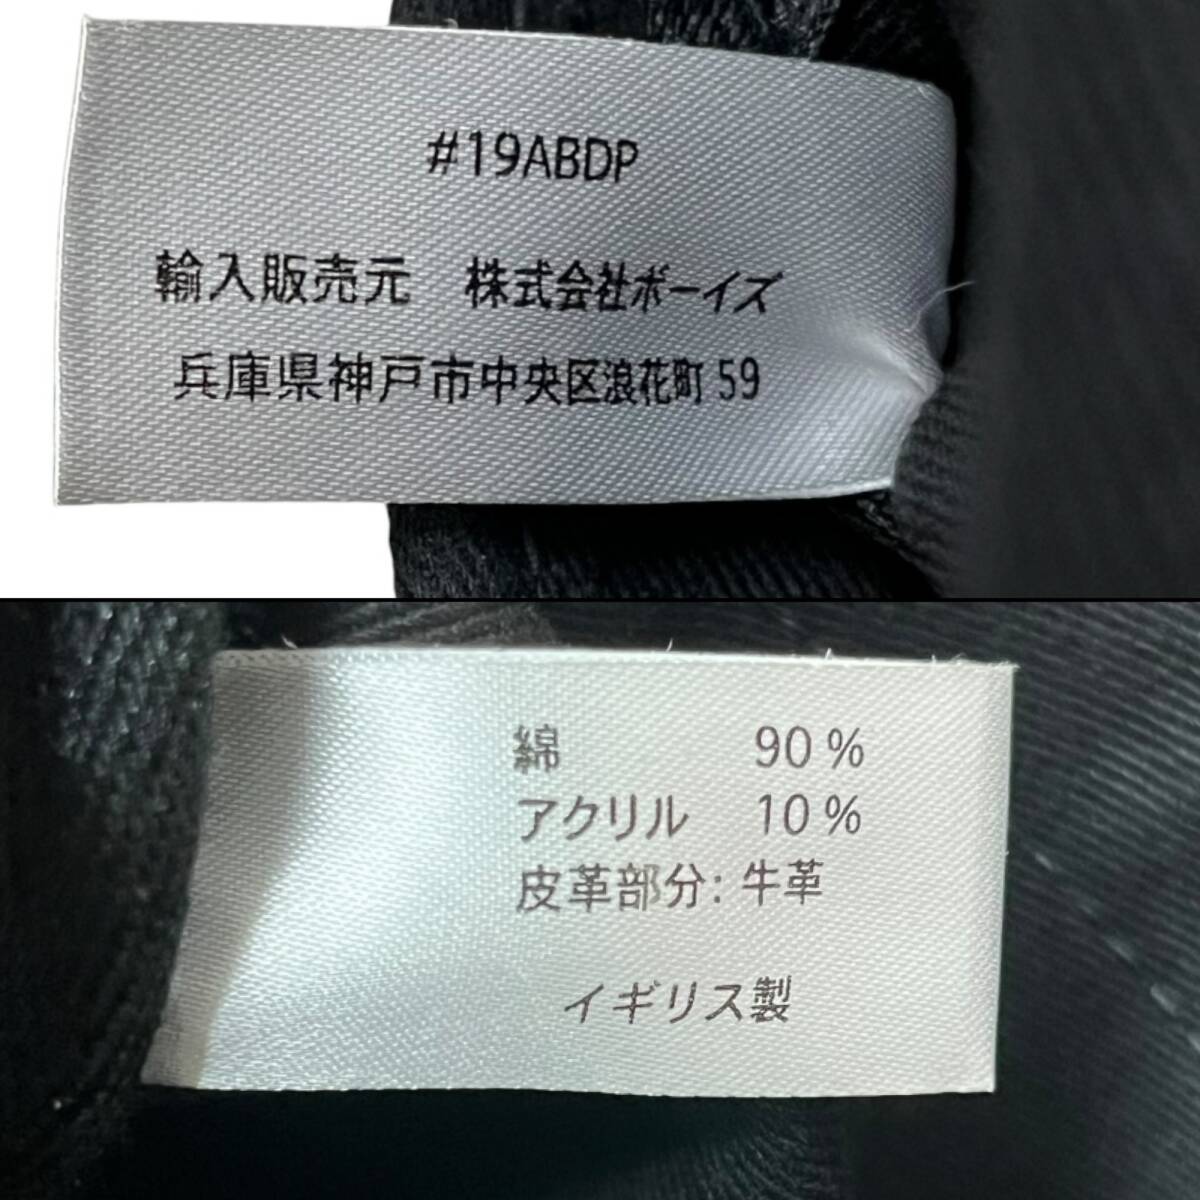 #19ABDP
輸入販売元 株式会社ボーイズ
兵庫県神戸市中央区浪花町 59
綿 90 %
アクリル 10 %
皮革部分: 牛革
イギリス製